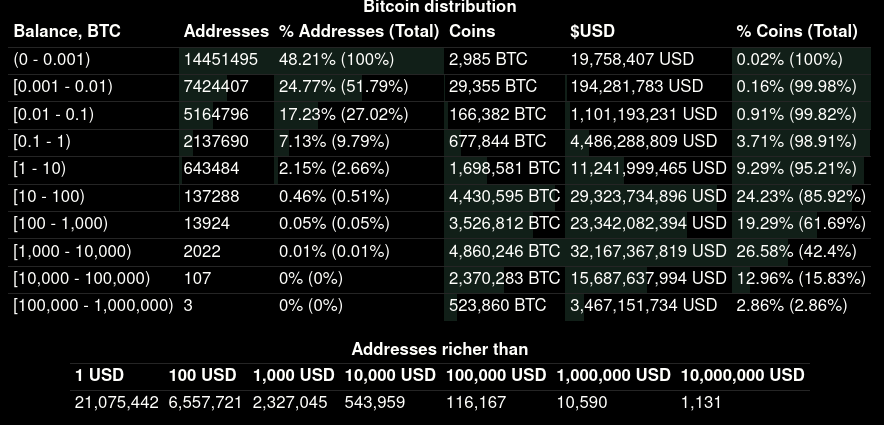 Bitcoin distribution
Balance, BTC Addresses % Addresses (Total) Coins $USD % Coins (Total)
(0 - 0.001) 14451495 48.21% (100%) 2,985 BTC 19,758,407 USD 0.02% (100%)
[0.001 - 0.01) 7424407 24.77% (51.79%) 29,355 BTC 194,281,783 USD 0.16% (99.98%)
[0.01 - 0.1) 5164796 17.23% (27.02%) 166,382 BTC 1,101,193,231 USD 0.91% (99.82%)
[0.1 - 1) 2137690 7.13% (9.79%) 677,844 BTC 4,486,288,809 USD 3.71% (98.91%)
[1 - 10) 643484 2.15% (2.66%) 1,698,581 BTC 11,241,999,465 USD 9.29% (95.21%)
[10 - 100) 137288 0.46% (0.51%) 4,430,595 BTC 29,323,734,896 USD 24.23% (85.92%)
[100 - 1,000) 13924 0.05% (0.05%) 3,526,812 BTC 23,342,082,394 USD 19.29% (61.69%)
[1,000 - 10,000) 2022 0.01% (0.01%) 4,860,246 BTC 32,167,367,819 USD 26.58% (42.4%)
[10,000 - 100,000) 107 0% (0%) 2,370,283 BTC 15,687,637,994 USD 12.96% (15.83%)
[100,000 - 1,000,000) 3 0% (0%) 523,860 BTC 3,467,151,734 USD 2.86% (2.86%)
Addresses richer than
1 USD 100 USD 1,000 USD 10,000 USD 100,000 USD 1,000,000 USD 10,000,000 USD
21,075,442 6,557,721 2,327,045 543,959 116,167 10,590 1,131